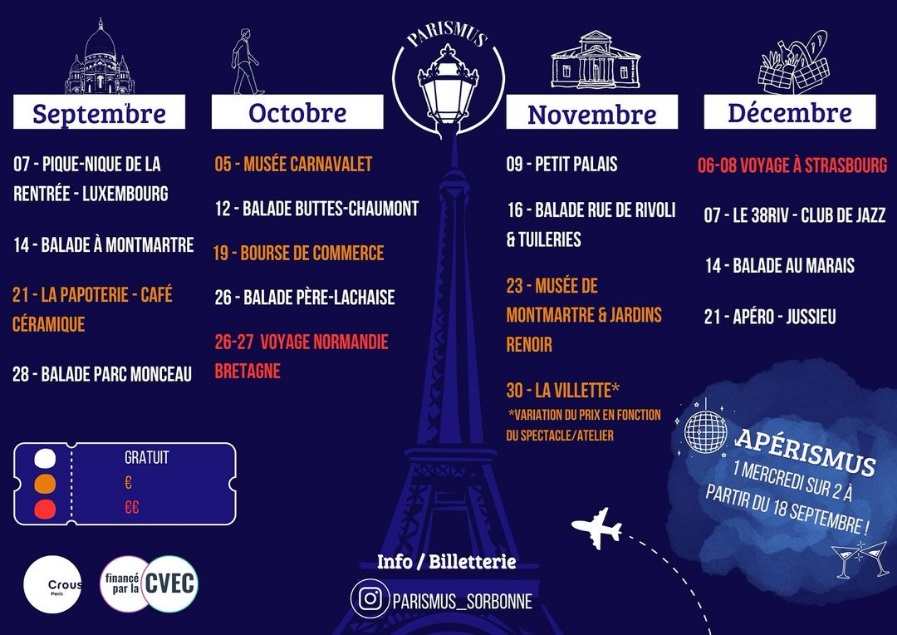 PARISMUS
Septembre
07 - PIQUE-NIQUE DE LA
RENTRÉE - LUXEMBOURG
14 - BALADE À MONTMARTRE
21 - LA PAPOTERIE - CAFÉ
CÉRAMIQUE
28 - BALADE PARC MONCEAU
Octobre
05 - MUSÉE CARNAVALET
12 - BALADE BUTTES-CHAUMONT
19 - BOURSE DE COMMERCE
26 - BALADE PÈRE-LACHAISE
26-27 VOYAGE NORMANDIE
BRETAGNE
Novembre
09 - PETIT PALAIS
16 - BALADE RUE DE RIVOLI
& TUILERIES
23 - MUSÉE DE
MONTMARTRE & JARDINS
RENOIR
30 - LA VILLETTE*
*VARIATION DU PRIX EN FONCTION
DU SPECTACLE/ATELIER
Décembre
06-08 VOYAGE À STRASBOURG
07 - LE 38RIV - CLUB DE JAZZ
14 - BALADE AU MARAIS
21 - APÉRO - JUSSIEU
GRATUIT
€
€€
APÉRISMUS
1 MERCREDI SUR 2 À
PARTIR DU 18 SEPTEMBRE !
Crous
Paris
financé
par la
CVEC
Info / Billetterie
PARISMUS_SORBONNE